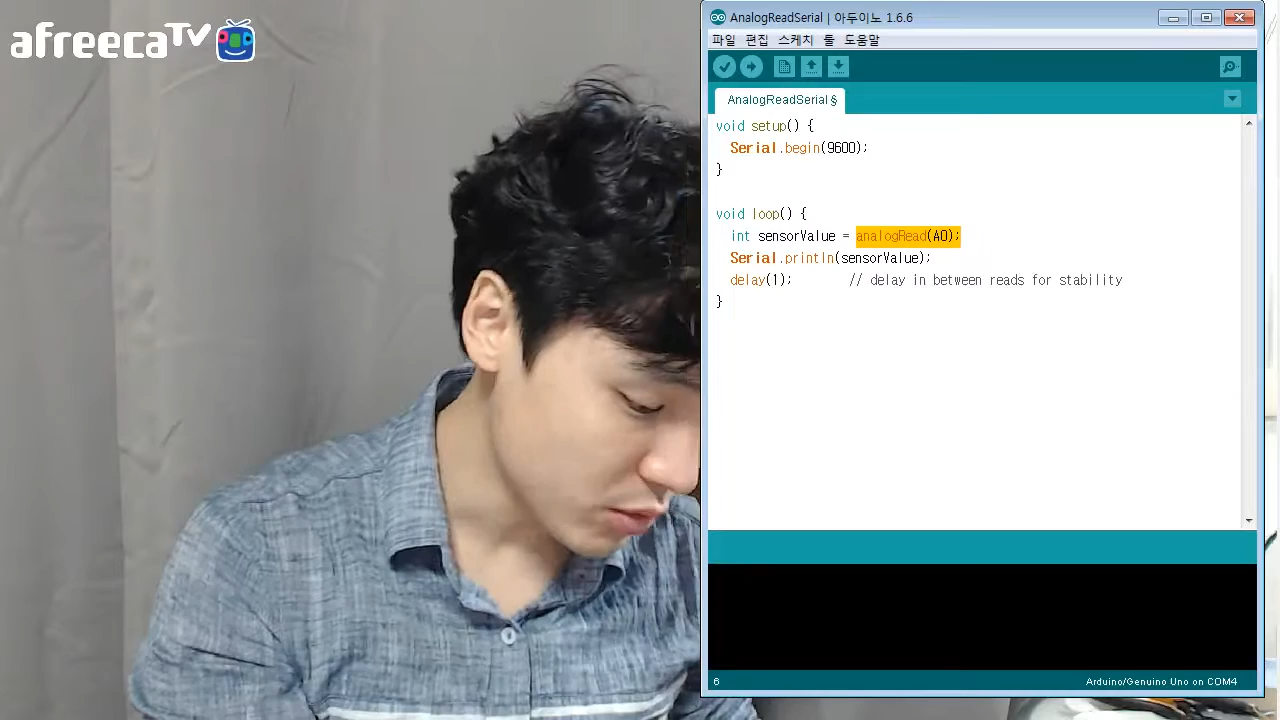 afreecaTV
AnalogReadSerial | 아두이노 1.6.6
파일 편집 스케치 툴 도움말
AnalogReadSerial §
void setup() {
Serial.begin(9600);
}
void loop() {
int sensorValue = analogRead(A0);
Serial.println(sensorValue);
delay(1); // delay in between reads for stability
}
6
Arduino/Genuino Uno on COM4